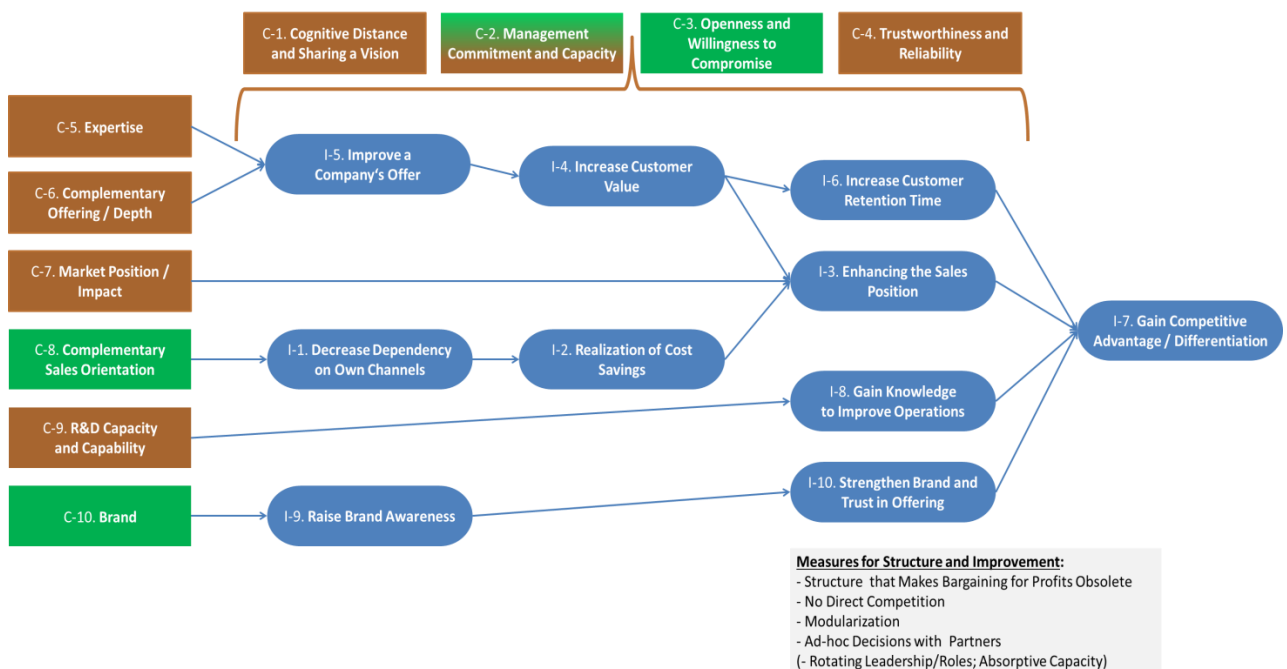 C-1. Cognitive Distance
and Sharing a Vision
C-2. Management
Commitment and Capacity
C-3. Openness and
Willingness to
Compromise
C-4. Trustworthiness and
Reliability
C-5. Expertise
I-5. Improve a
Company's Offer
I-4. Increase Customer
Value
I-6. Increase Customer
Retention Time
C-6. Complementary
Offering / Depth
C-7. Market Position /
Impact
I-3. Enhancing the Sales
Position
I-7. Gain Competitive
Advantage / Differentiation
C-8. Complementary
Sales Orientation
I-1. Decrease Dependency
on Own Channels
I-2. Realization of Cost
Savings
I-8. Gain Knowledge
to Improve Operations
C-9. R&D Capacity
and Capability
I-10. Strengthen Brand and
Trust in Offering
C-10. Brand
I-9. Raise Brand Awareness
Measures for Structure and Improvement:
- Structure that Makes Bargaining for Profits Obsolete
- No Direct Competition
- Modularization
- Ad-hoc Decisions with Partners
(- Rotating Leadership/Roles; Absorptive Capacity)